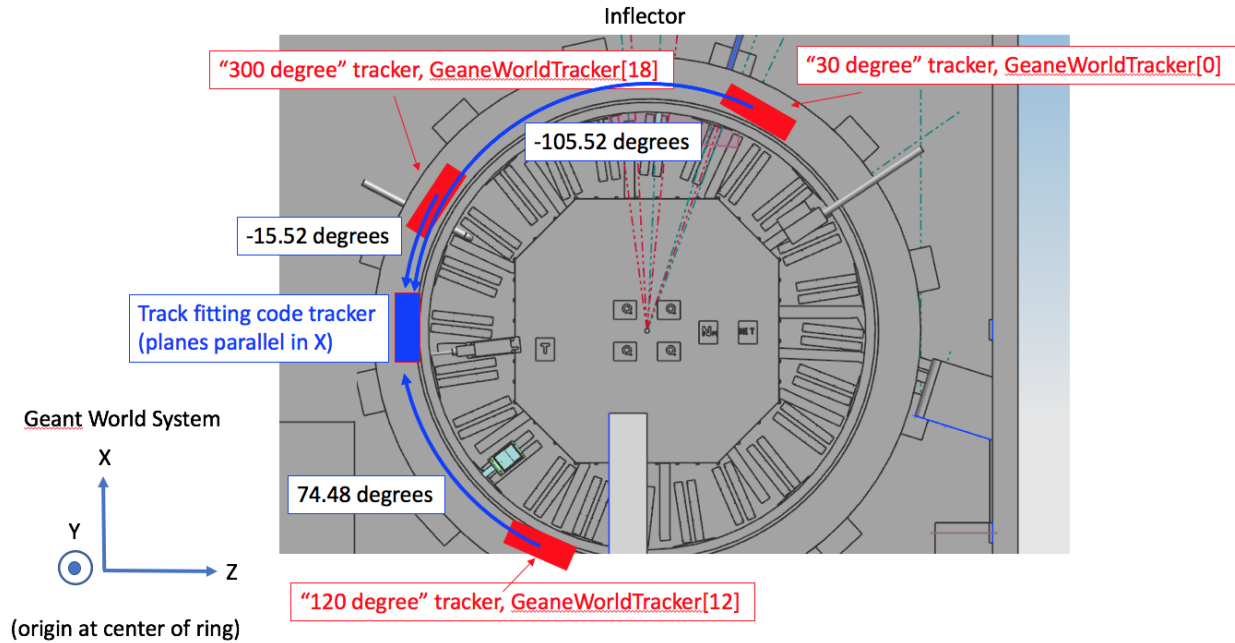 Inflector
“300 degree” tracker, GeaneWorldTracker[18]
“30 degree” tracker, GeaneWorldTracker[0]
-105.52 degrees
-15.52 degrees
Track fitting code tracker
(planes parallel in X)
Q
Q
Q
Q
T
Geant World System
X
Y
Z
(origin at center of ring)
74.48 degrees
“120 degree” tracker, GeaneWorldTracker[12]